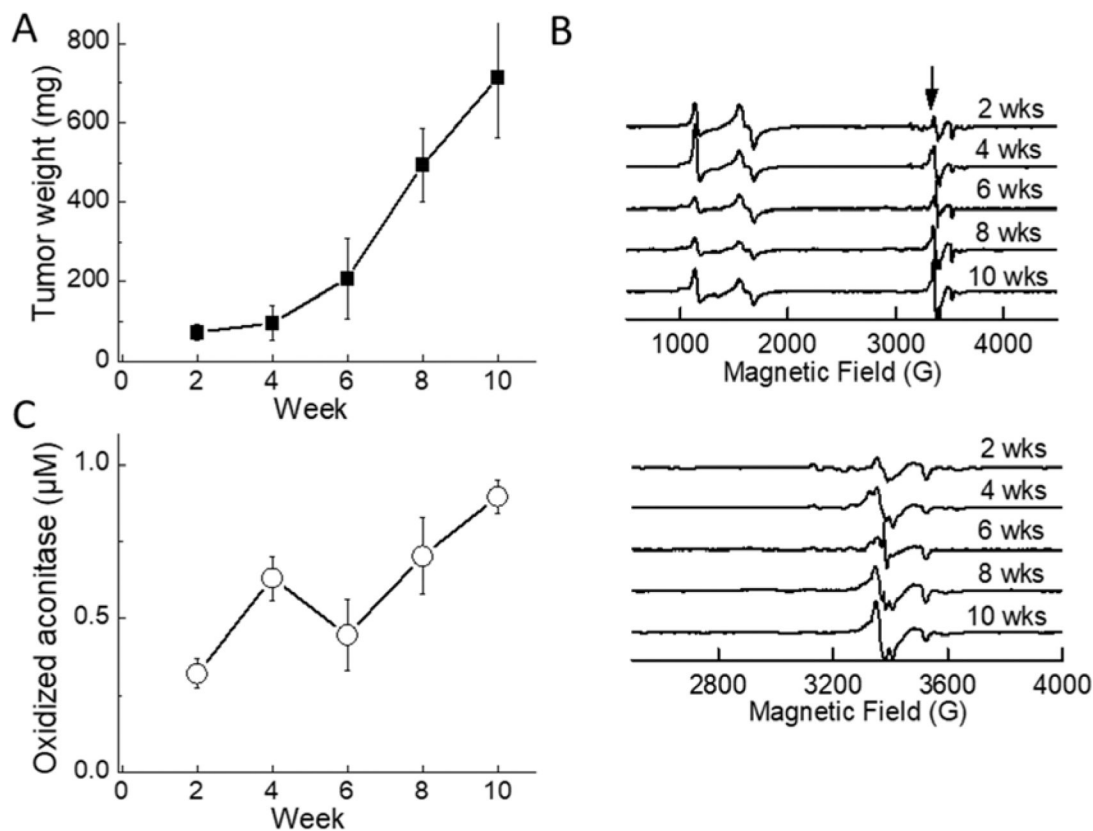 A
Tumor weight (mg)
800
600
400
200
0
0 2 4 6 8 10
Week
B
2 wks
4 wks
6 wks
8 wks
10 wks
1000 2000 3000 4000
Magnetic Field (G)
C
Oxidized aconitase (µM)
1.0
0.5
0.0
0 2 4 6 8 10
Week
2 wks
4 wks
6 wks
8 wks
10 wks
2800 3200 3600 4000
Magnetic Field (G)